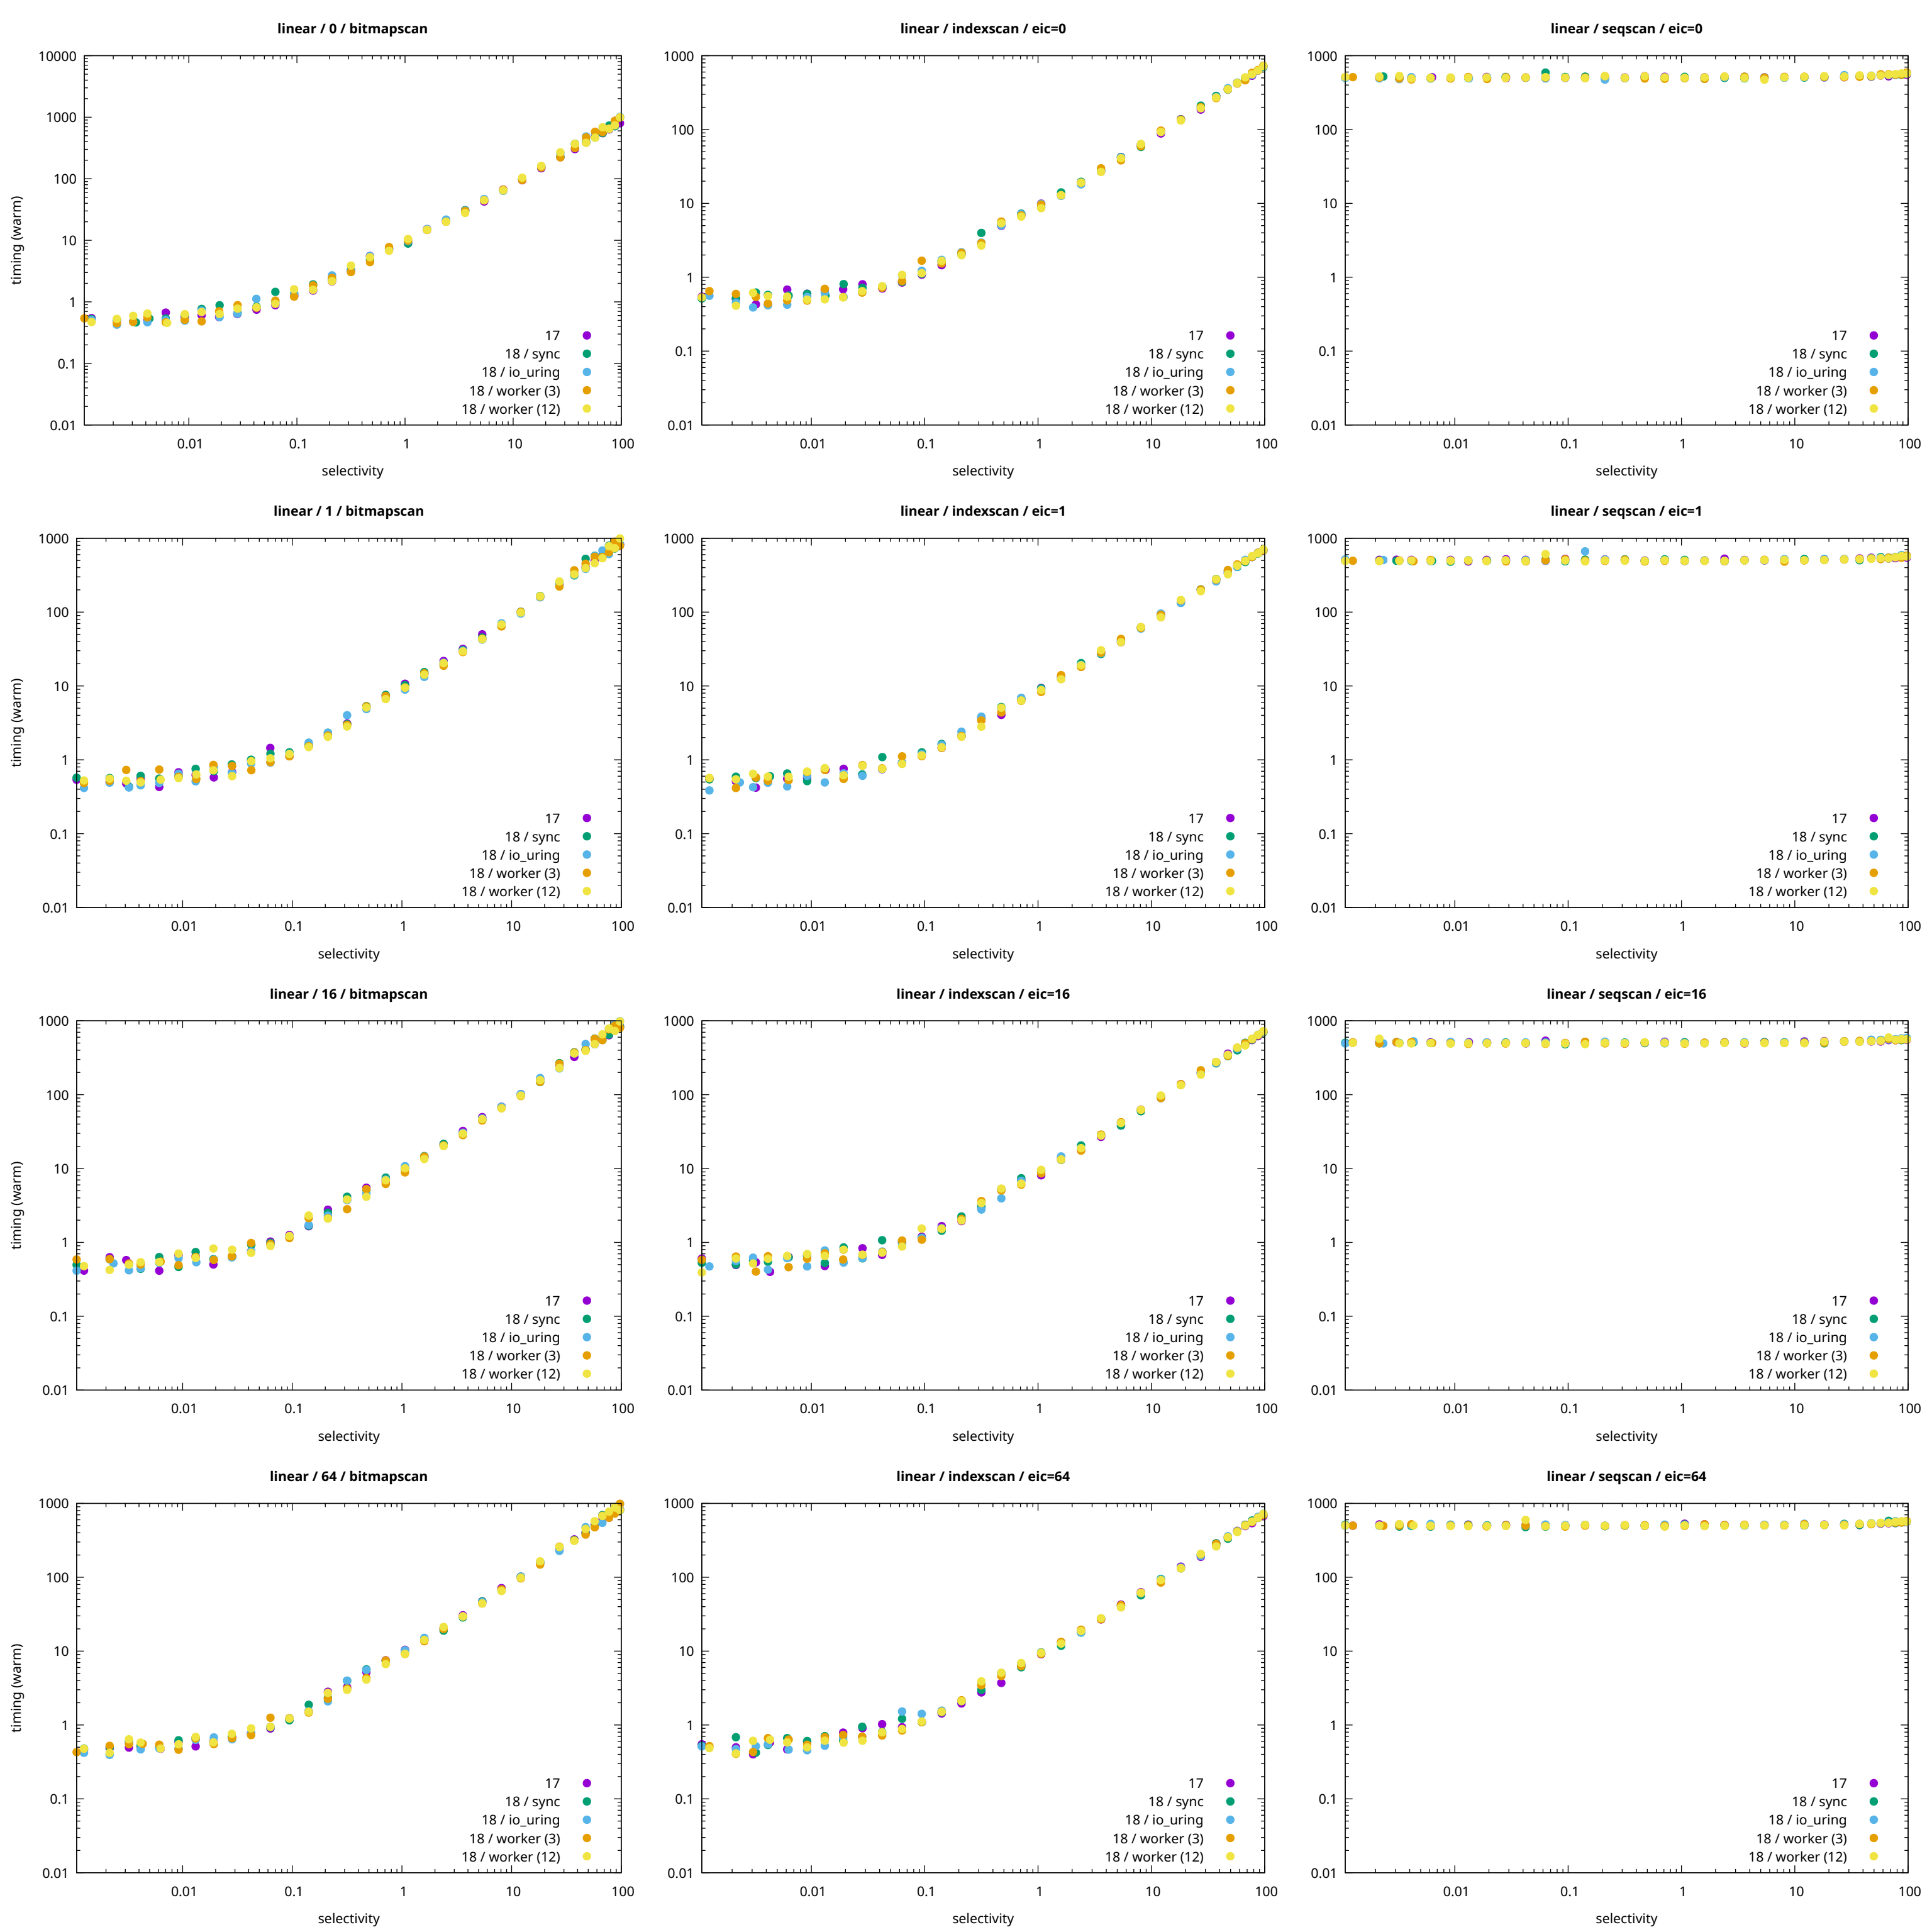 linear / 0 / bitmapscan
10000
1000
100
10
1
0.1
0.01
timing (warm)
0.01 0.1 1 10 100
selectivity
17
18 / sync
18 / io_uring
18 / worker (3)
18 / worker (12)
linear / indexscan / eic=0
1000
100
10
1
0.1
0.01
0.01 0.1 1 10 100
selectivity
17
18 / sync
18 / io_uring
18 / worker (3)
18 / worker (12)
linear / seqscan / eic=0
1000
100
10
1
0.1
0.01
0.01 0.1 1 10 100
selectivity
17
18 / sync
18 / io_uring
18 / worker (3)
18 / worker (12)
linear / 1 / bitmapscan
1000
100
10
1
0.1
0.01
timing (warm)
0.01 0.1 1 10 100
selectivity
17
18 / sync
18 / io_uring
18 / worker (3)
18 / worker (12)
linear / indexscan / eic=1
1000
100
10
1
0.1
0.01
0.01 0.1 1 10 100
selectivity
17
18 / sync
18 / io_uring
18 / worker (3)
18 / worker (12)
linear / seqscan / eic=1
1000
100
10
1
0.1
0.01
0.01 0.1 1 10 100
selectivity
17
18 / sync
18 / io_uring
18 / worker (3)
18 / worker (12)
linear / 16 / bitmapscan
1000
100
10
1
0.1
0.01
timing (warm)
0.01 0.1 1 10 100
selectivity
17
18 / sync
18 / io_uring
18 / worker (3)
18 / worker (12)
linear / indexscan / eic=16
1000
100
10
1
0.1
0.01
0.01 0.1 1 10 100
selectivity
17
18 / sync
18 / io_uring
18 / worker (3)
18 / worker (12)
linear / seqscan / eic=16
1000
100
10
1
0.1
0.01
0.01 0.1 1 10 100
selectivity
17
18 / sync
18 / io_uring
18 / worker (3)
18 / worker (12)
linear / 64 / bitmapscan
1000
100
10
1
0.1
0.01
timing (warm)
0.01 0.1 1 10 100
selectivity
17
18 / sync
18 / io_uring
18 / worker (3)
18 / worker (12)
linear / indexscan / eic=64
1000
100
10
1
0.1
0.01
0.01 0.1 1 10 100
selectivity
17
18 / sync
18 / io_uring
18 / worker (3)
18 / worker (12)
linear / seqscan / eic=64
1000
100
10
1
0.1
0.01
0.01 0.1 1 10 100
selectivity
17
18 / sync
18 / io_uring
18 / worker (3)
18 / worker (12)